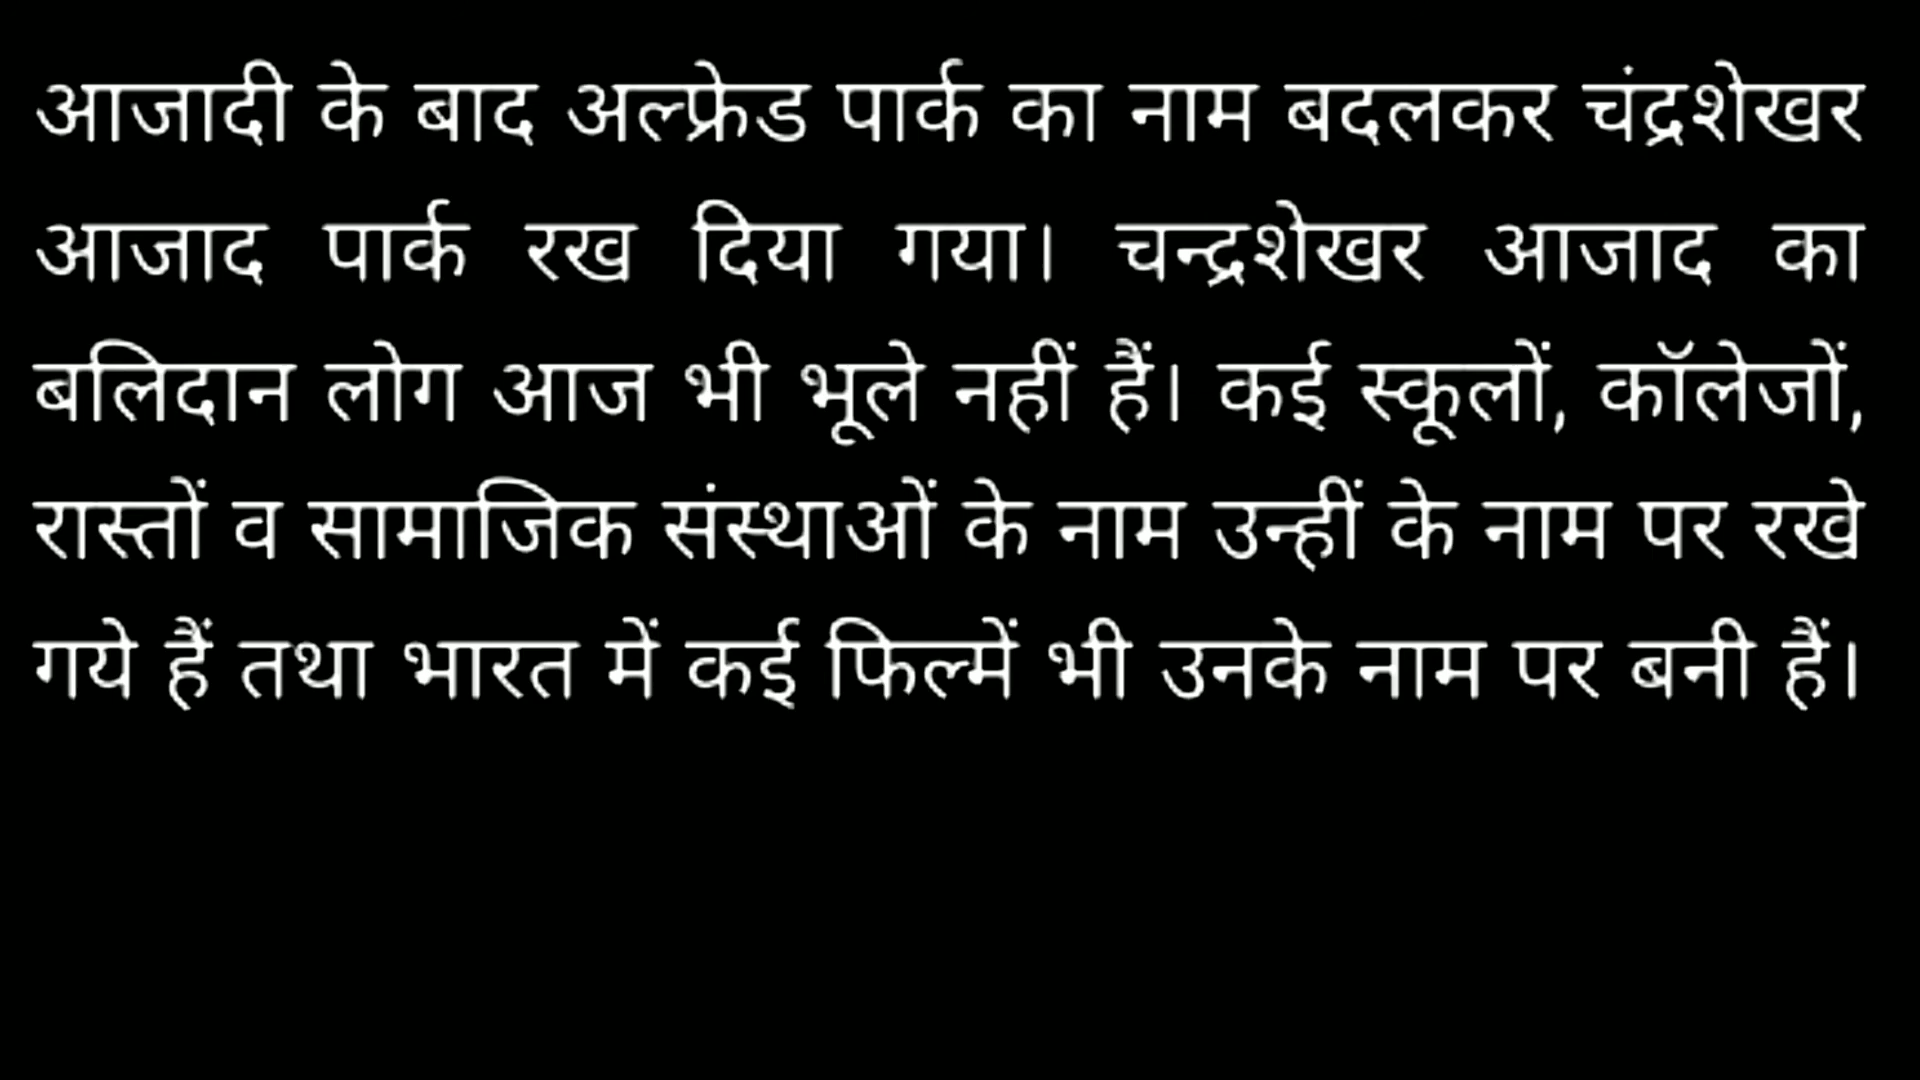 आजादी के बाद अल्फ्रेड पार्क का नाम बदलकर चंद्रशेखर
आजाद पार्क रख दिया गया। चन्द्रशेखर आजाद का
बलिदान लोग आज भी भूले नहीं हैं। कई स्कूलों, कॉलेजों,
रास्तों व सामाजिक संस्थाओं के नाम उन्हीं के नाम पर रखे
गये हैं तथा भारत में कई फिल्में भी उनके नाम पर बनी हैं।